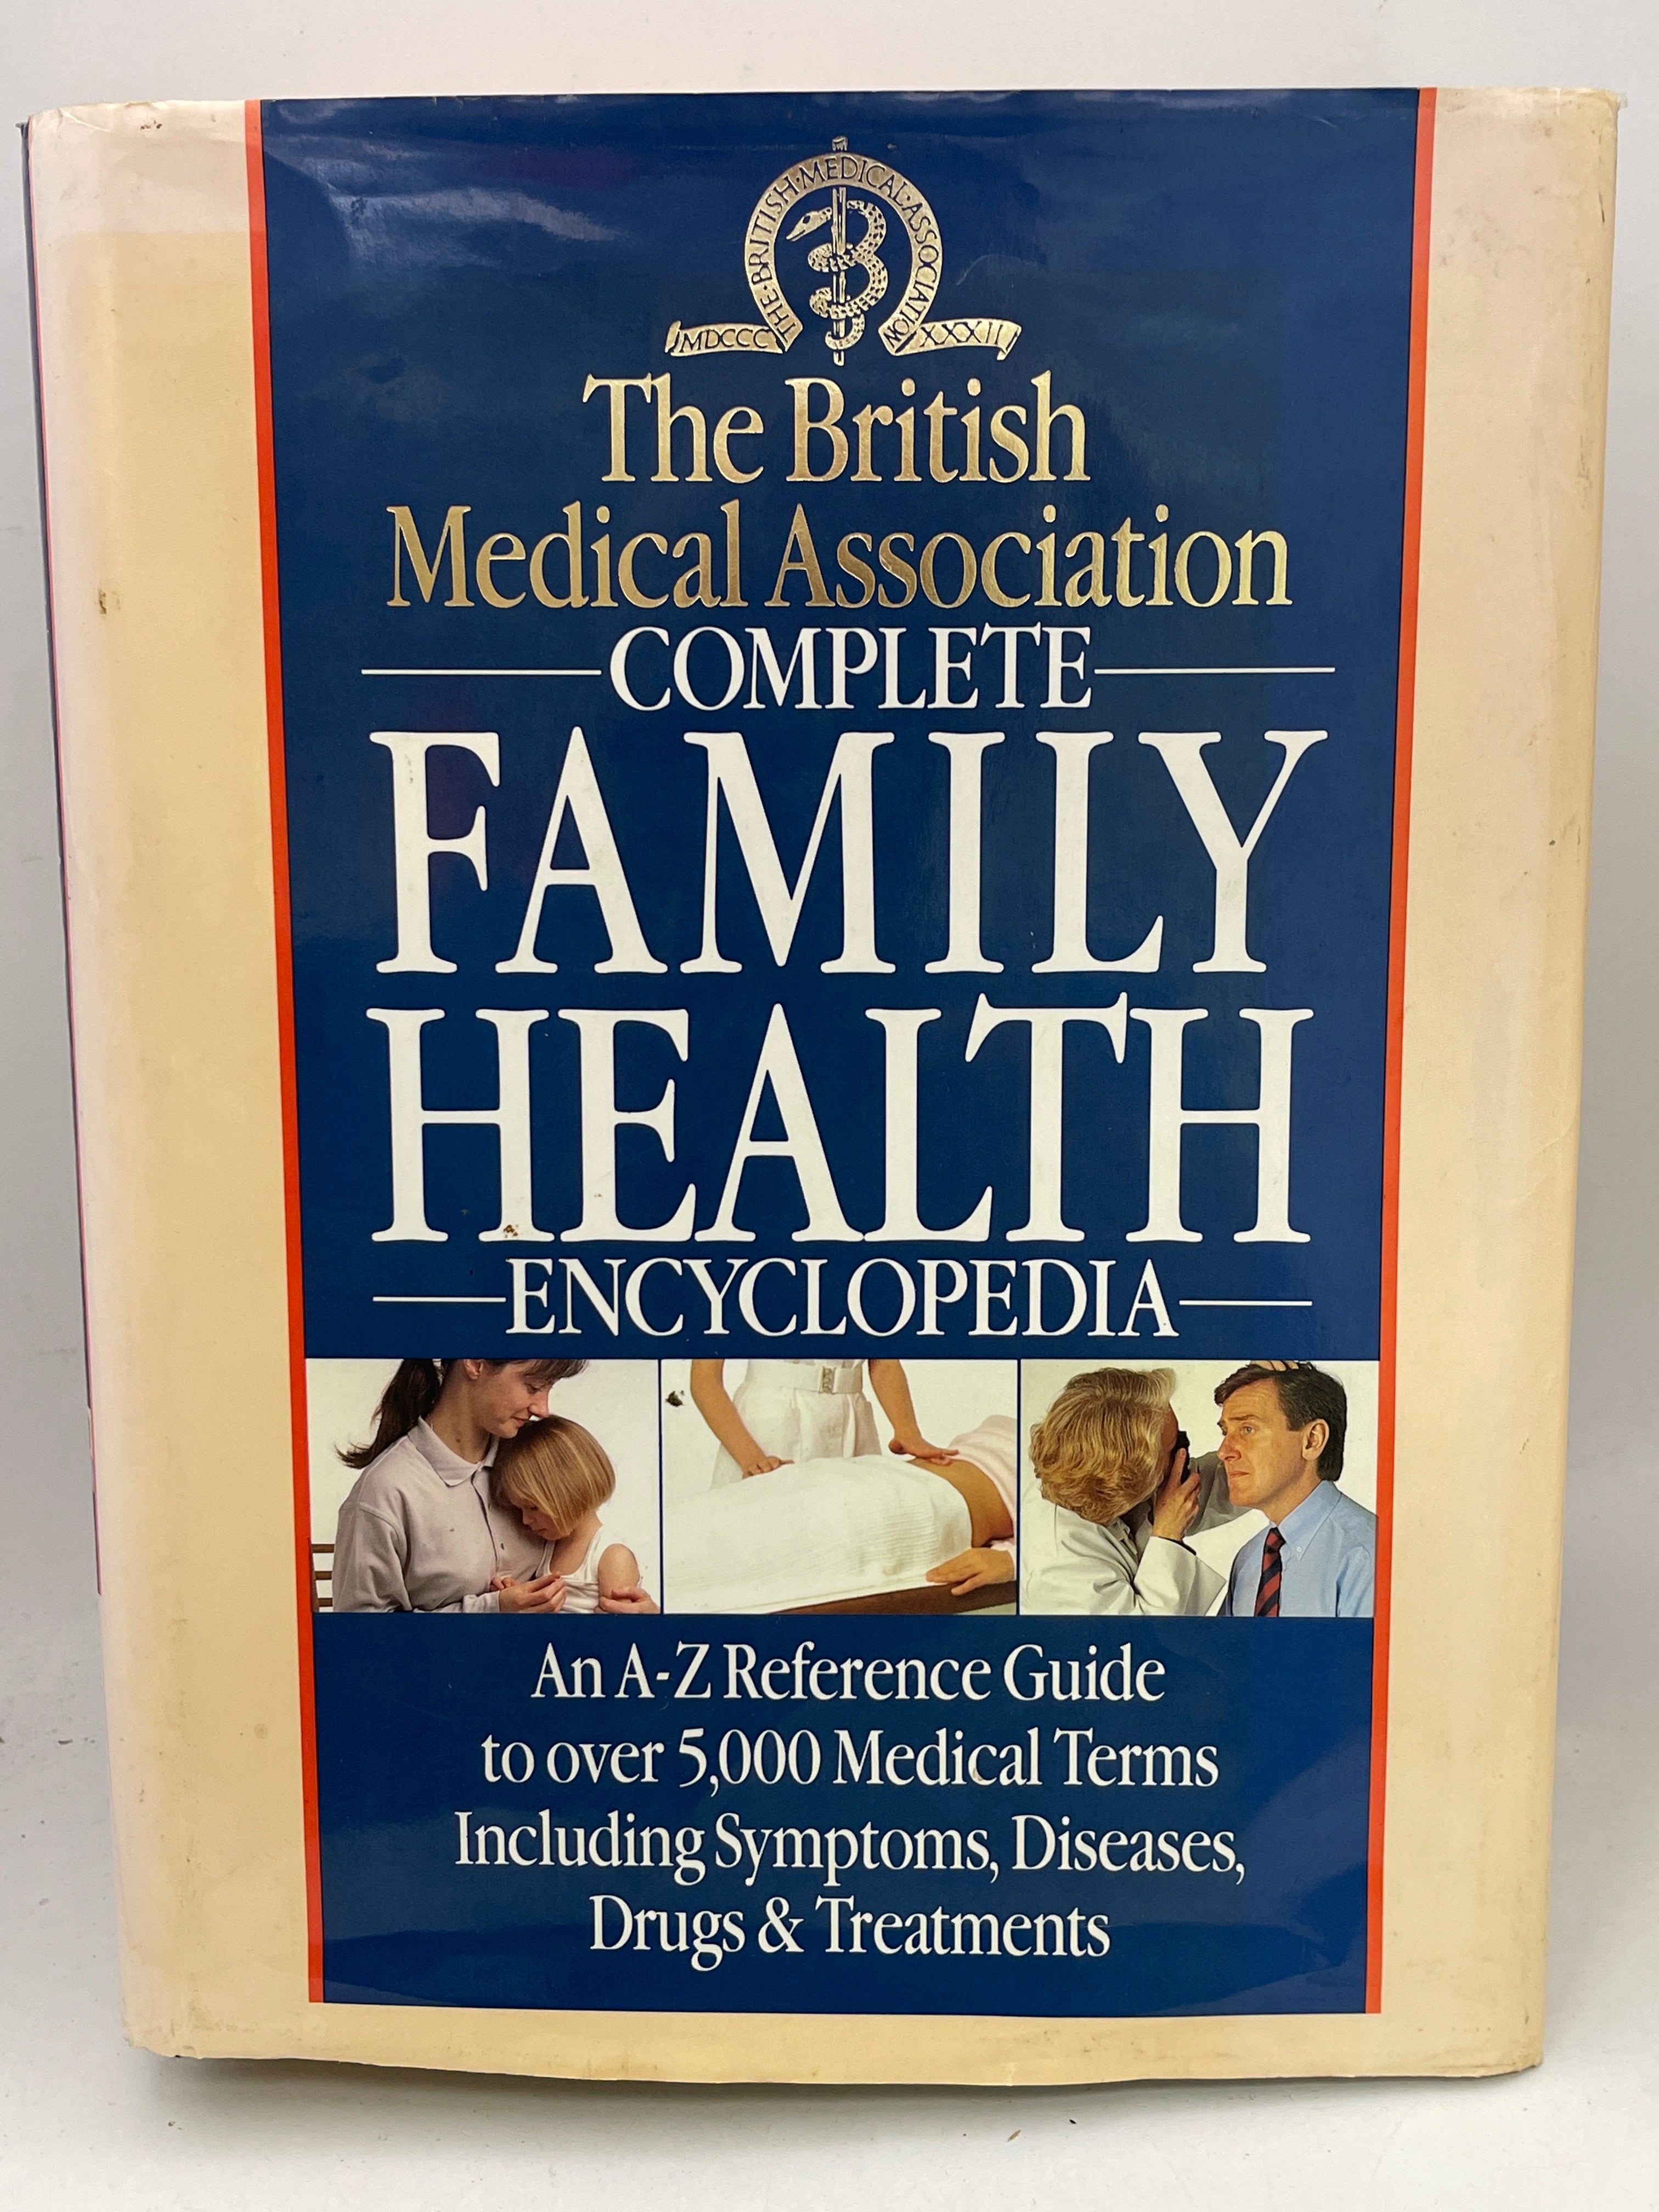 THE·BRITISH·MEDICAL·ASSOCIATION
MDCCC XXXII
The British
Medical Association
COMPLETE
FAMILY
HEALTH
ENCYCLOPEDIA
An A-Z Reference Guide
to over 5,000 Medical Terms
Including Symptoms, Diseases,
Drugs & Treatments